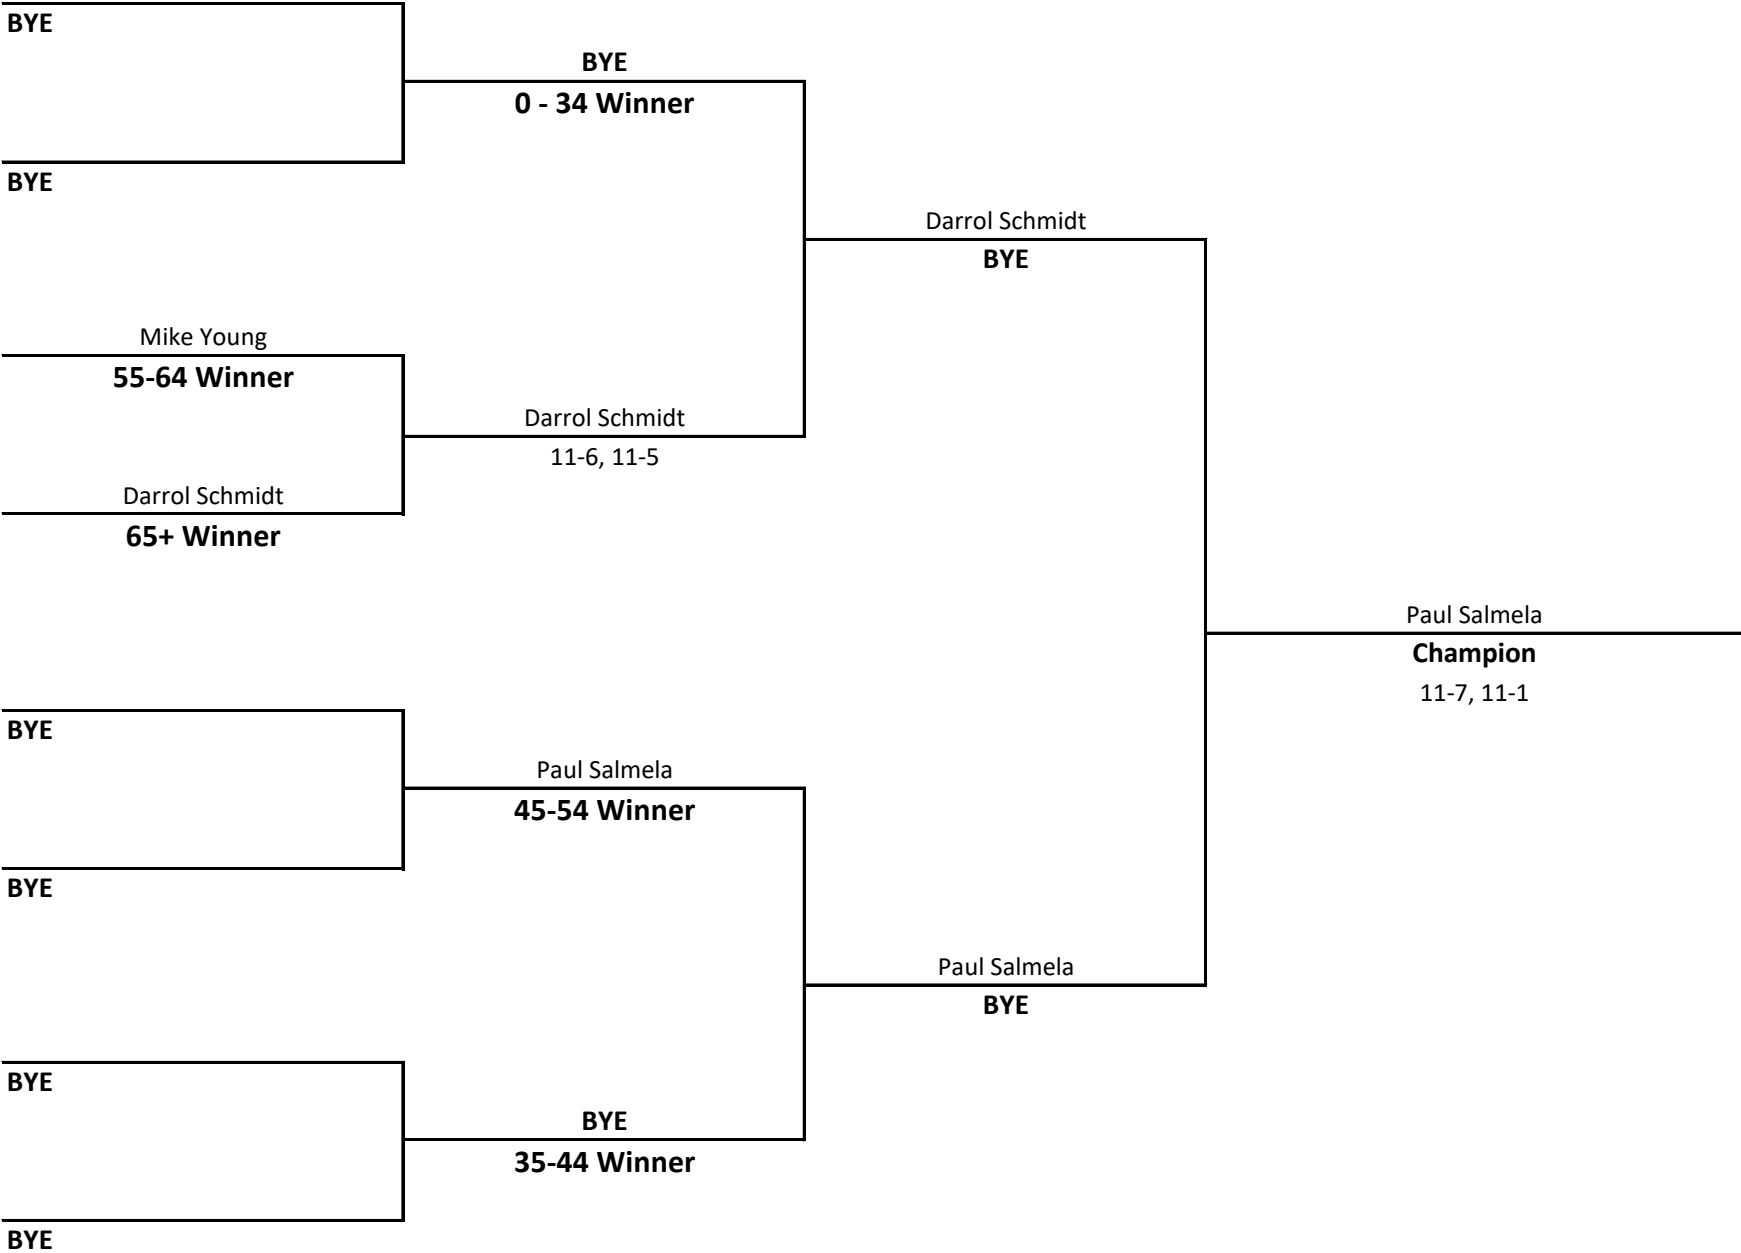 BYE
BYE
0 - 34 Winner
BYE
Darrol Schmidt
BYE
Mike Young
55-64 Winner
Darrol Schmidt
11-6, 11-5
Darrol Schmidt
65+ Winner
Paul Salmela
Champion
11-7, 11-1
BYE
Paul Salmela
45-54 Winner
BYE
Paul Salmela
BYE
BYE
BYE
35-44 Winner
BYE